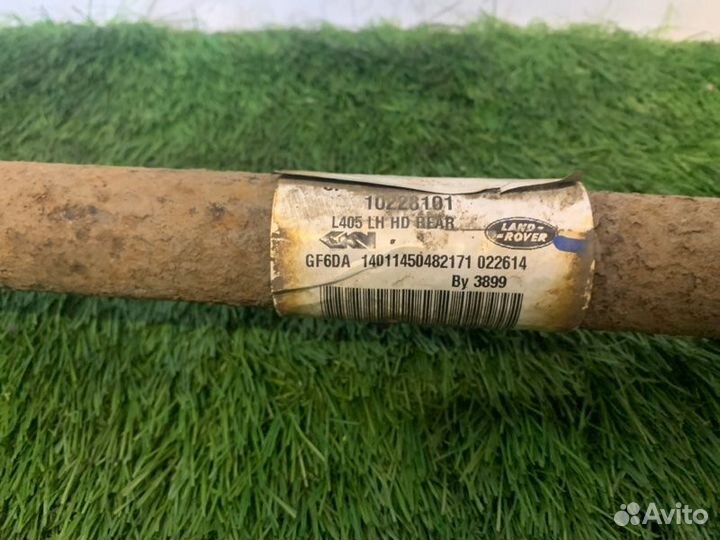 10228101
L405 LH HD REAR
GKN
LAND-
-ROVER
GF6DA 14011450482171 022614
By 3899
Avito